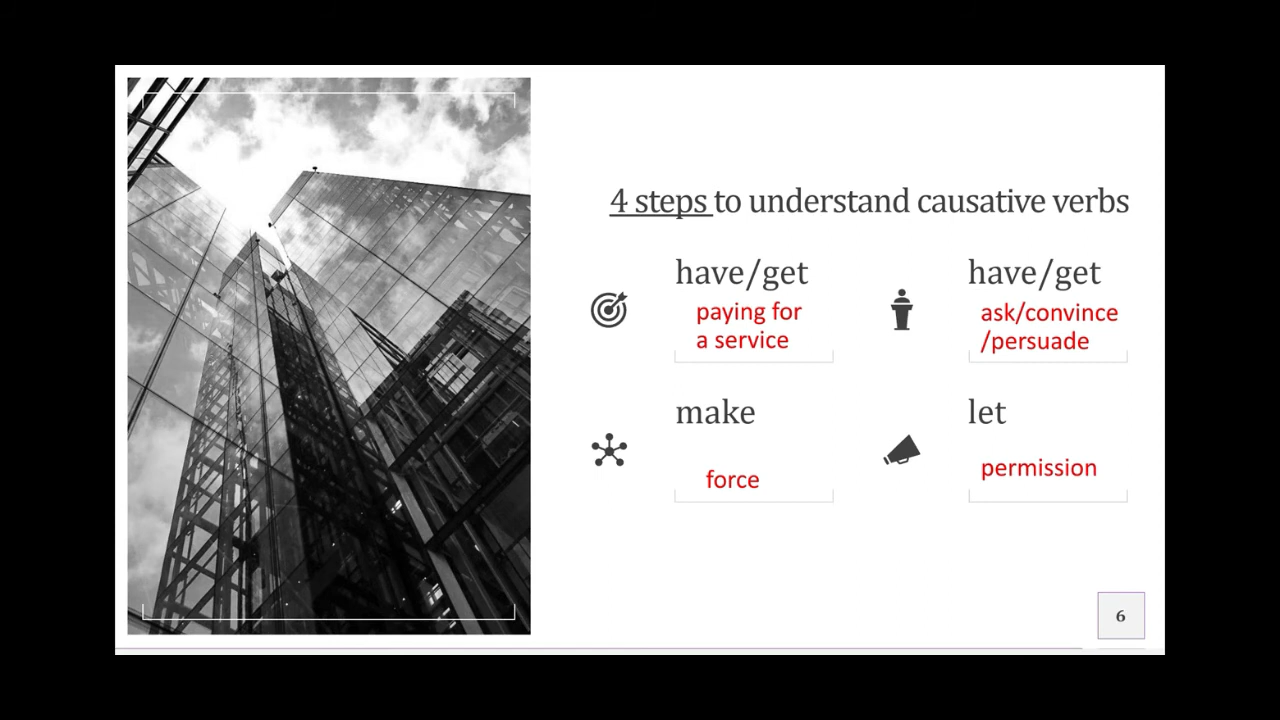 4 steps to understand causative verbs
have/get
paying for
a service
have/get
ask/convince
/persuade
make
force
let
permission
6